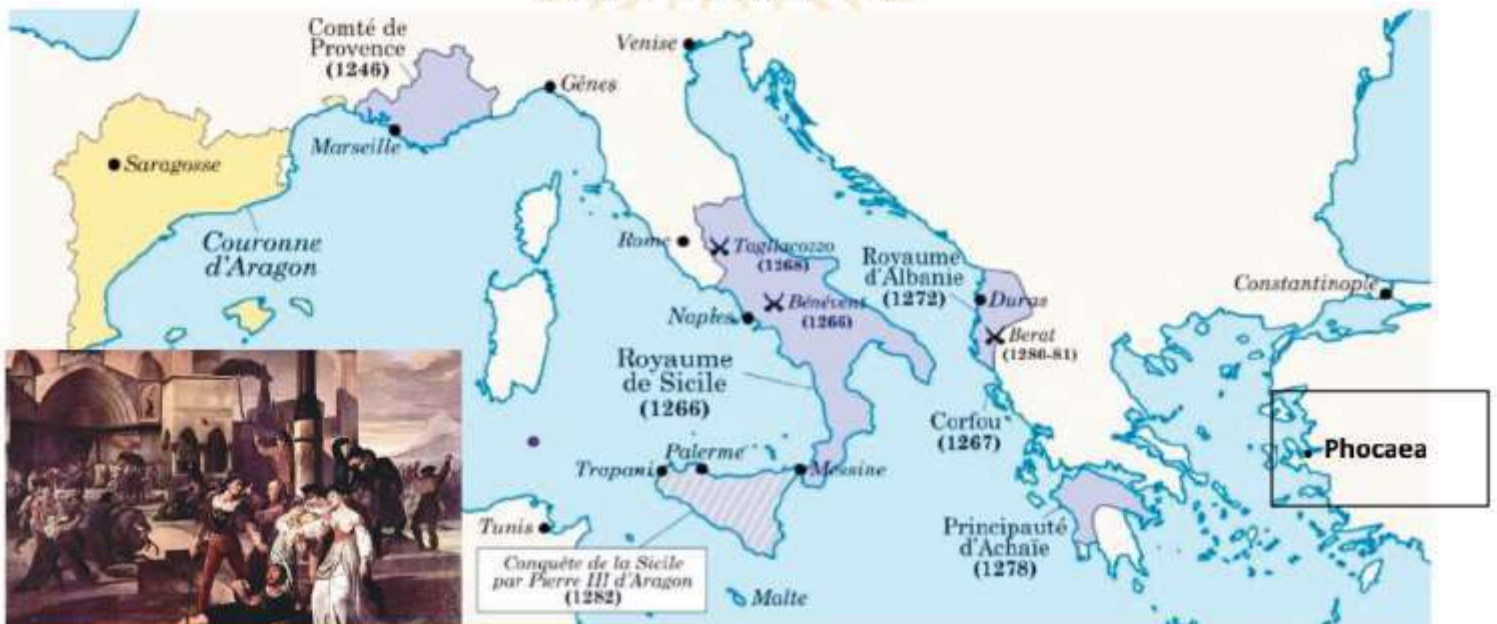 Comté de
Provence
(1246)
Venise
Gênes
Marseille
Saragosse
Couronne
d'Aragon
Rome
Tagliacozzo
(1268)
Royaume
d'Albanie
(1272)
Constantinople
Bénévent
(1266)
Duras
Naples
Berat
(1280-81)
Royaume
de Sicile
(1266)
Corfou
(1267)
Phocaea
Palerme
Trapani
Messine
Tunis
Principauté
d'Achaïe
(1278)
Conquête de la Sicile
par Pierre III d'Aragon
(1282)
Malte